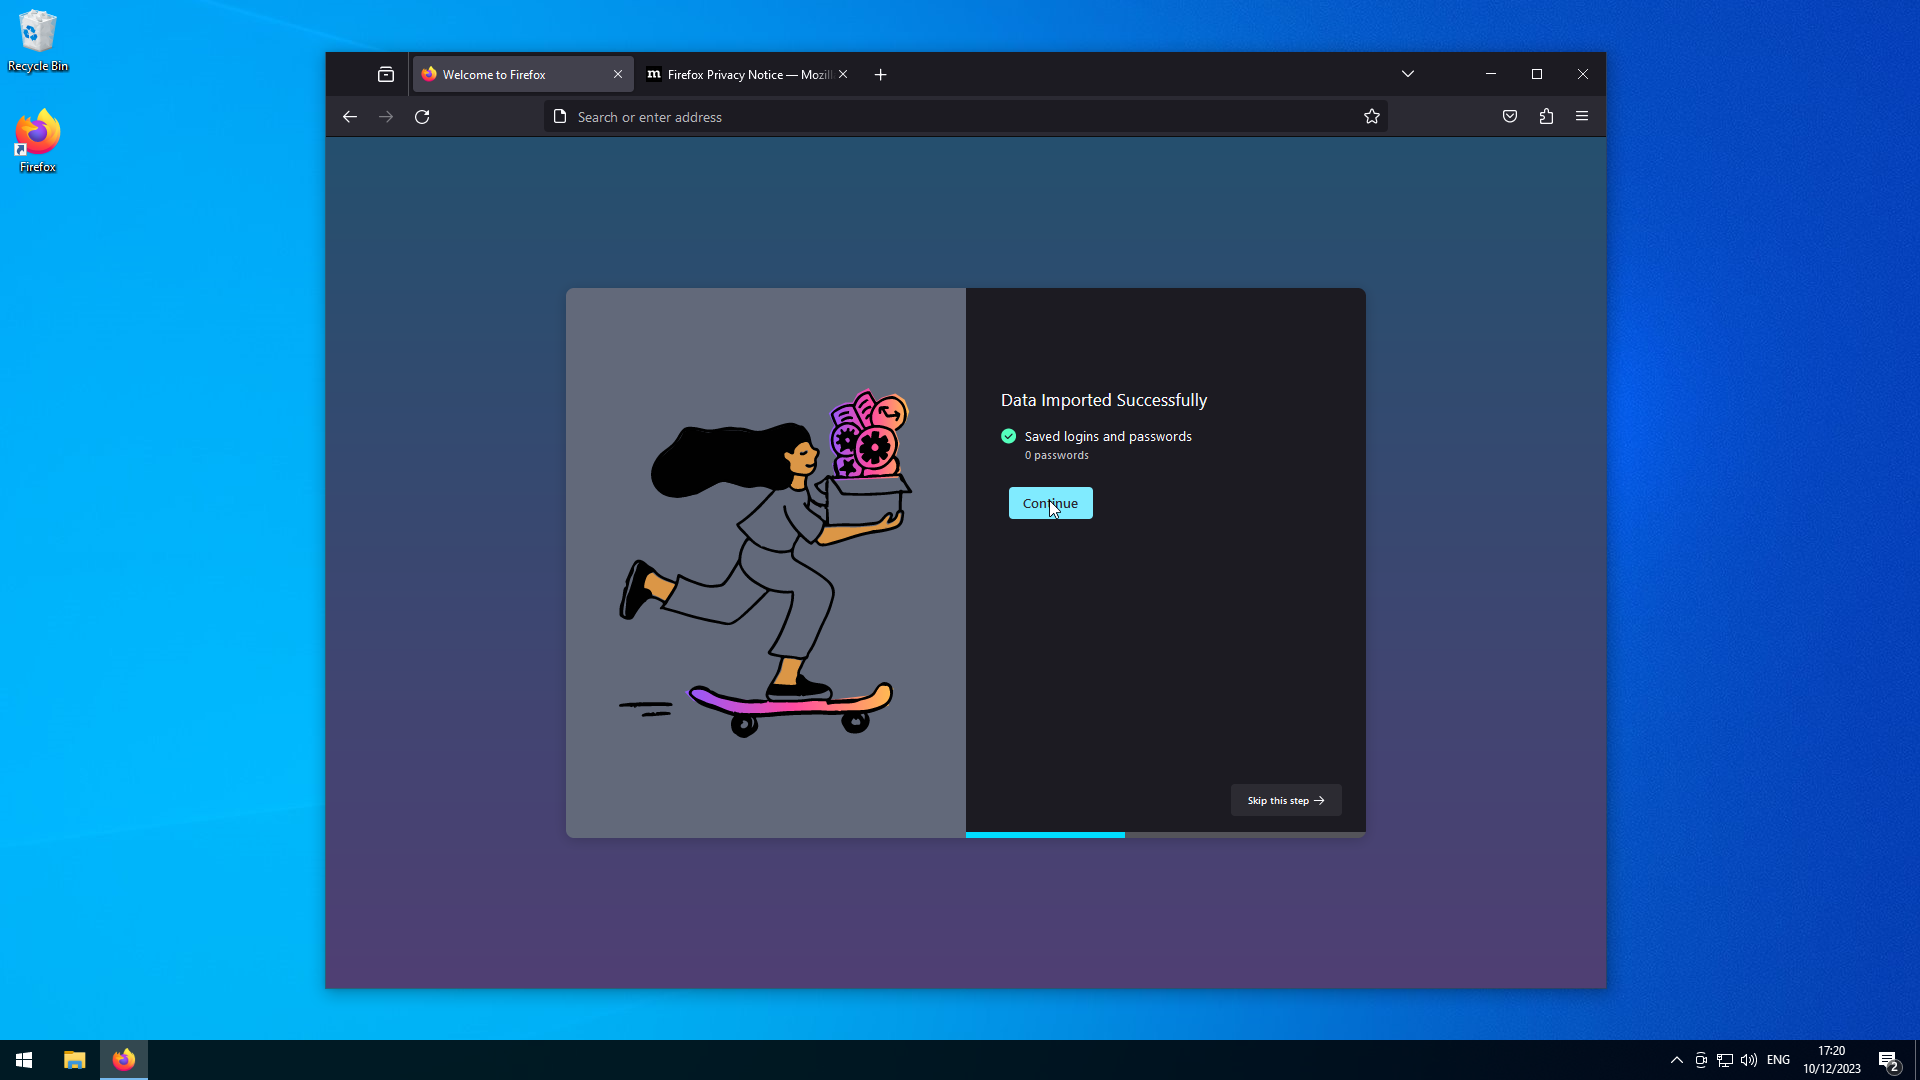 Recycle Bin
Firefox
Welcome to Firefox
Firefox Privacy Notice — Mozill
Search or enter address
Data Imported Successfully
Saved logins and passwords
0 passwords
Continue
Skip this step
ENG
17:20
10/12/2023
2